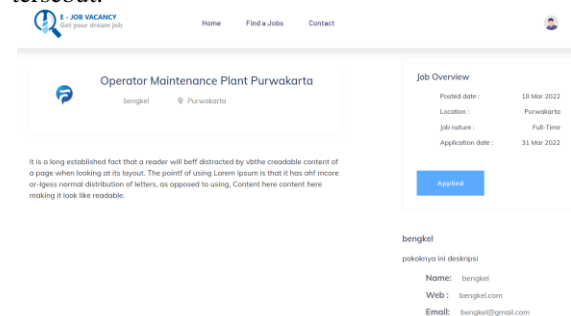 tersebut.
E - JOB VACANCY
Get your dream job
Home Find a Jobs Contact
Operator Maintenance Plant Purwakarta
bengkel Purwakarta
It is a long established fact that a reader will beff distracted by vbthe creadable content of
a page when looking at its layout. The pointf of using Lorem Ipsum is that it has ahf mcore
or-lgess normal distribution of letters, as opposed to using, Content here content here
making it look like readable.
Job Overview
Posted date : 18 Mar 2022
Location : Purwakarta
job nature : Full-Time
Application date : 31 Mar 2022
Applied
bengkel
pokoknya ini deskripsi
Name: bengkel
Web : bengkel.com
Email: bengkel@gmail.com